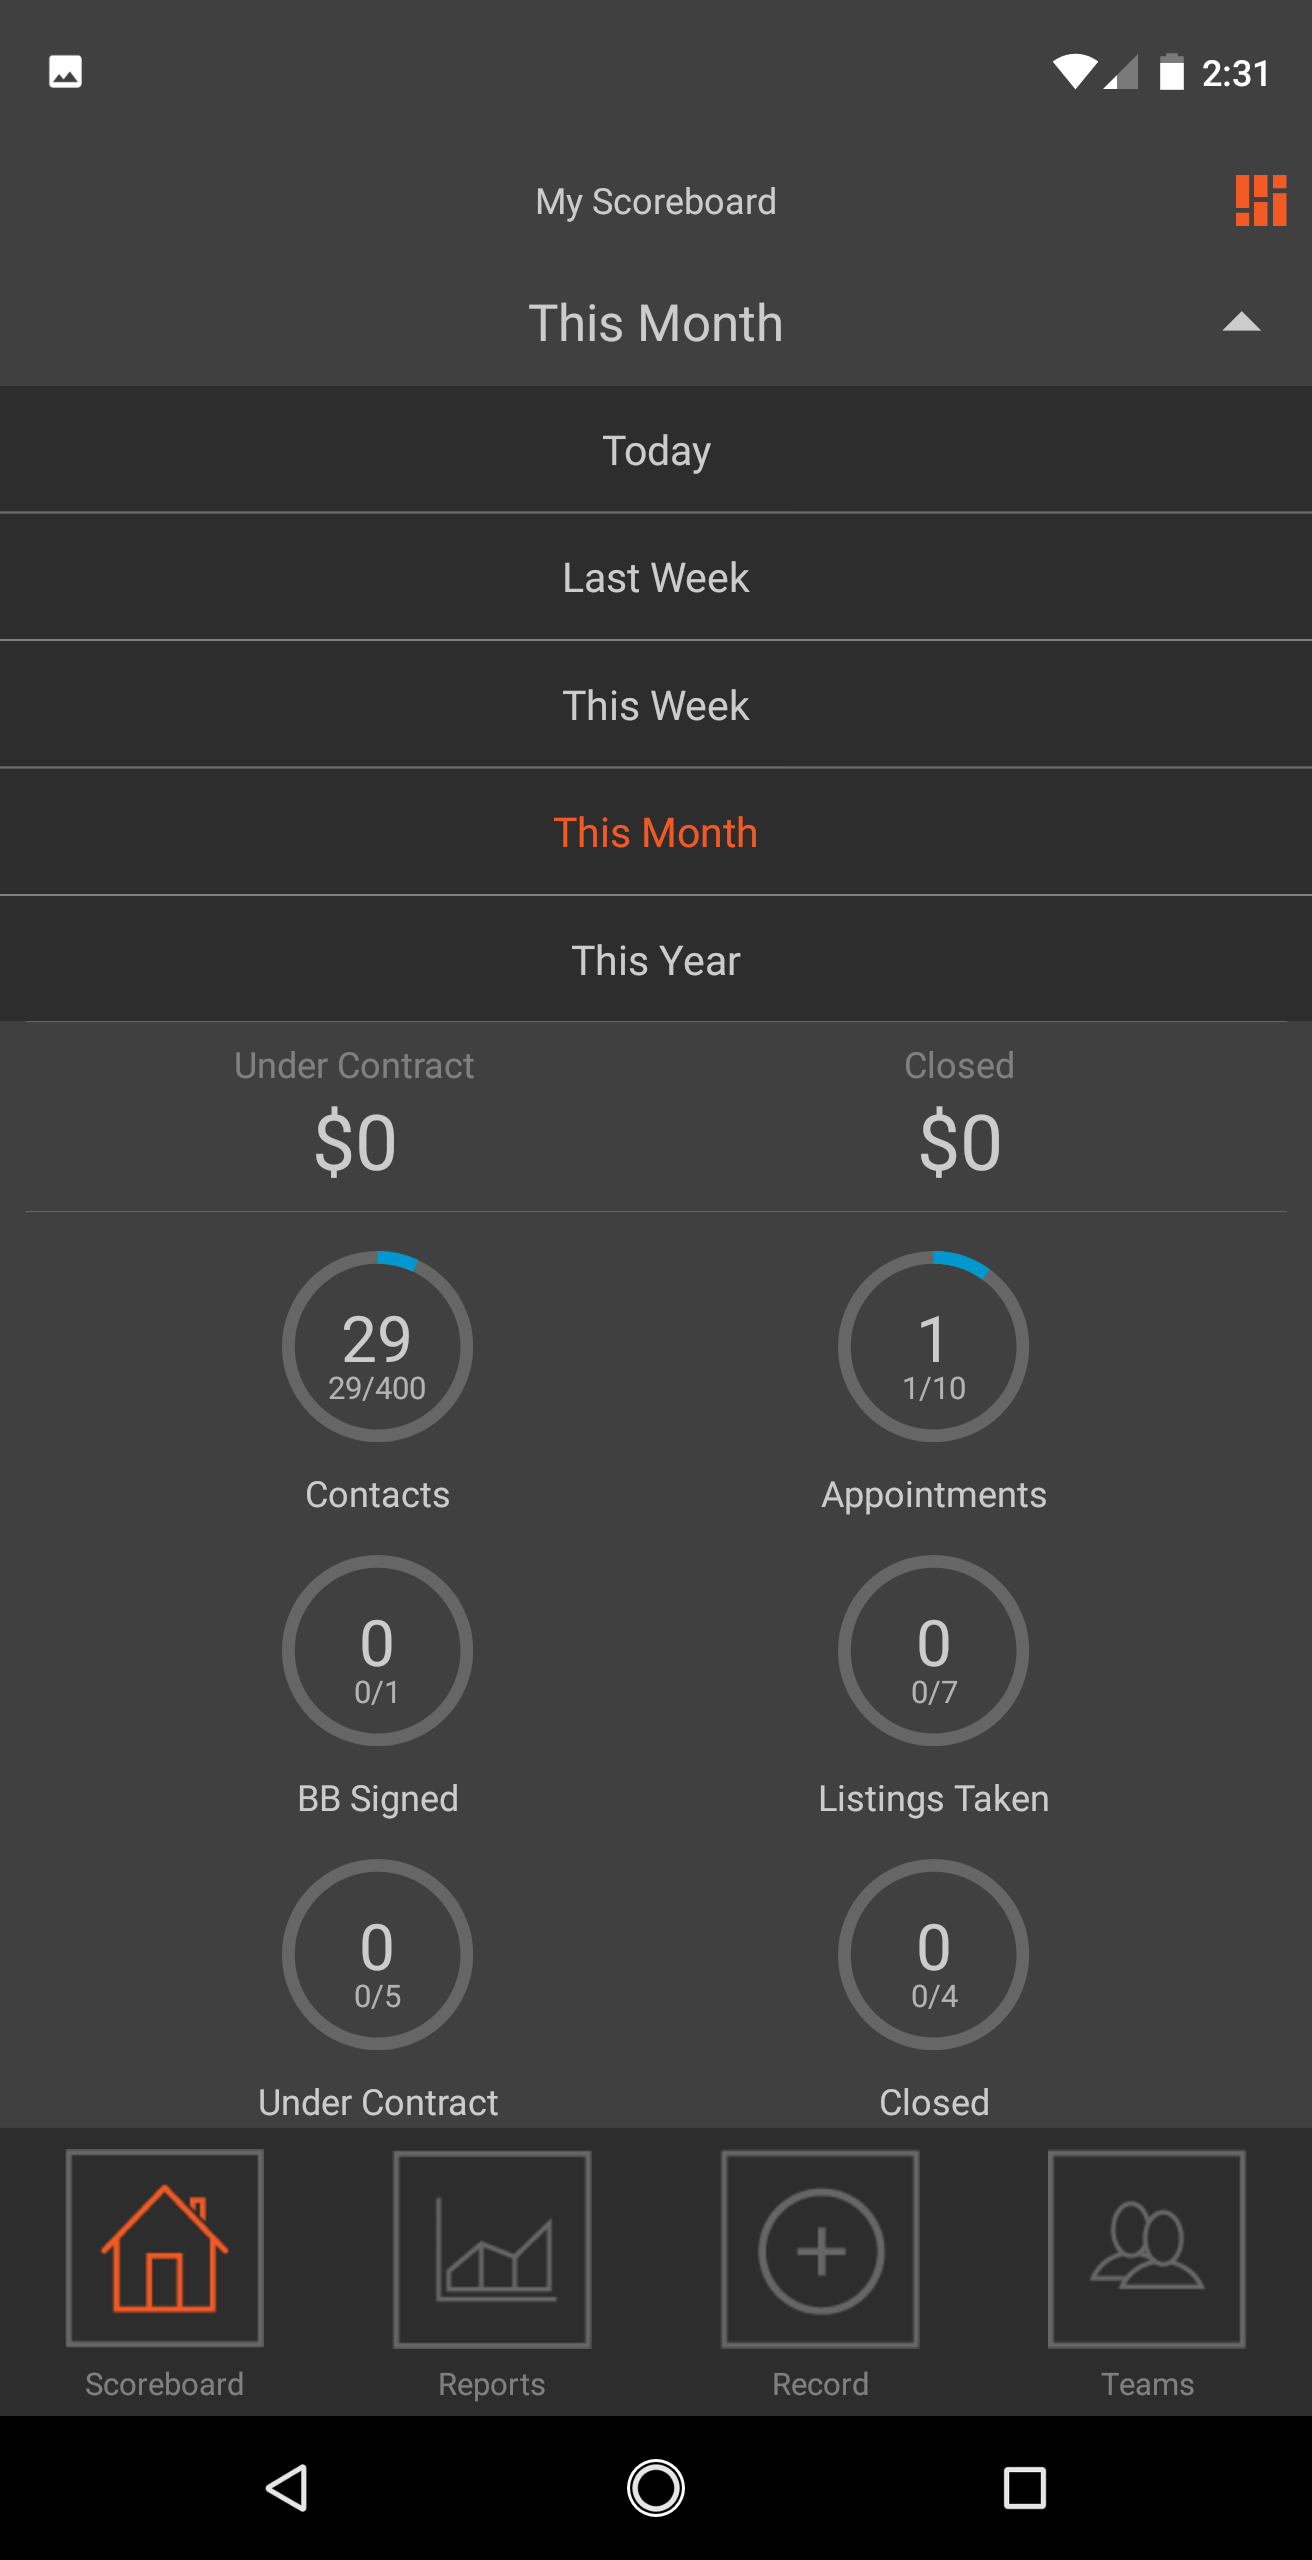 2:31
My Scoreboard
This Month
Today
Last Week
This Week
This Month
This Year
Under Contract
Closed
$0
$0
29
29/400
1
1/10
Contacts
Appointments
0
0/1
0
0/7
BB Signed
Listings Taken
0
0/5
0
0/4
Under Contract
Closed
Scoreboard
Reports
Record
Teams